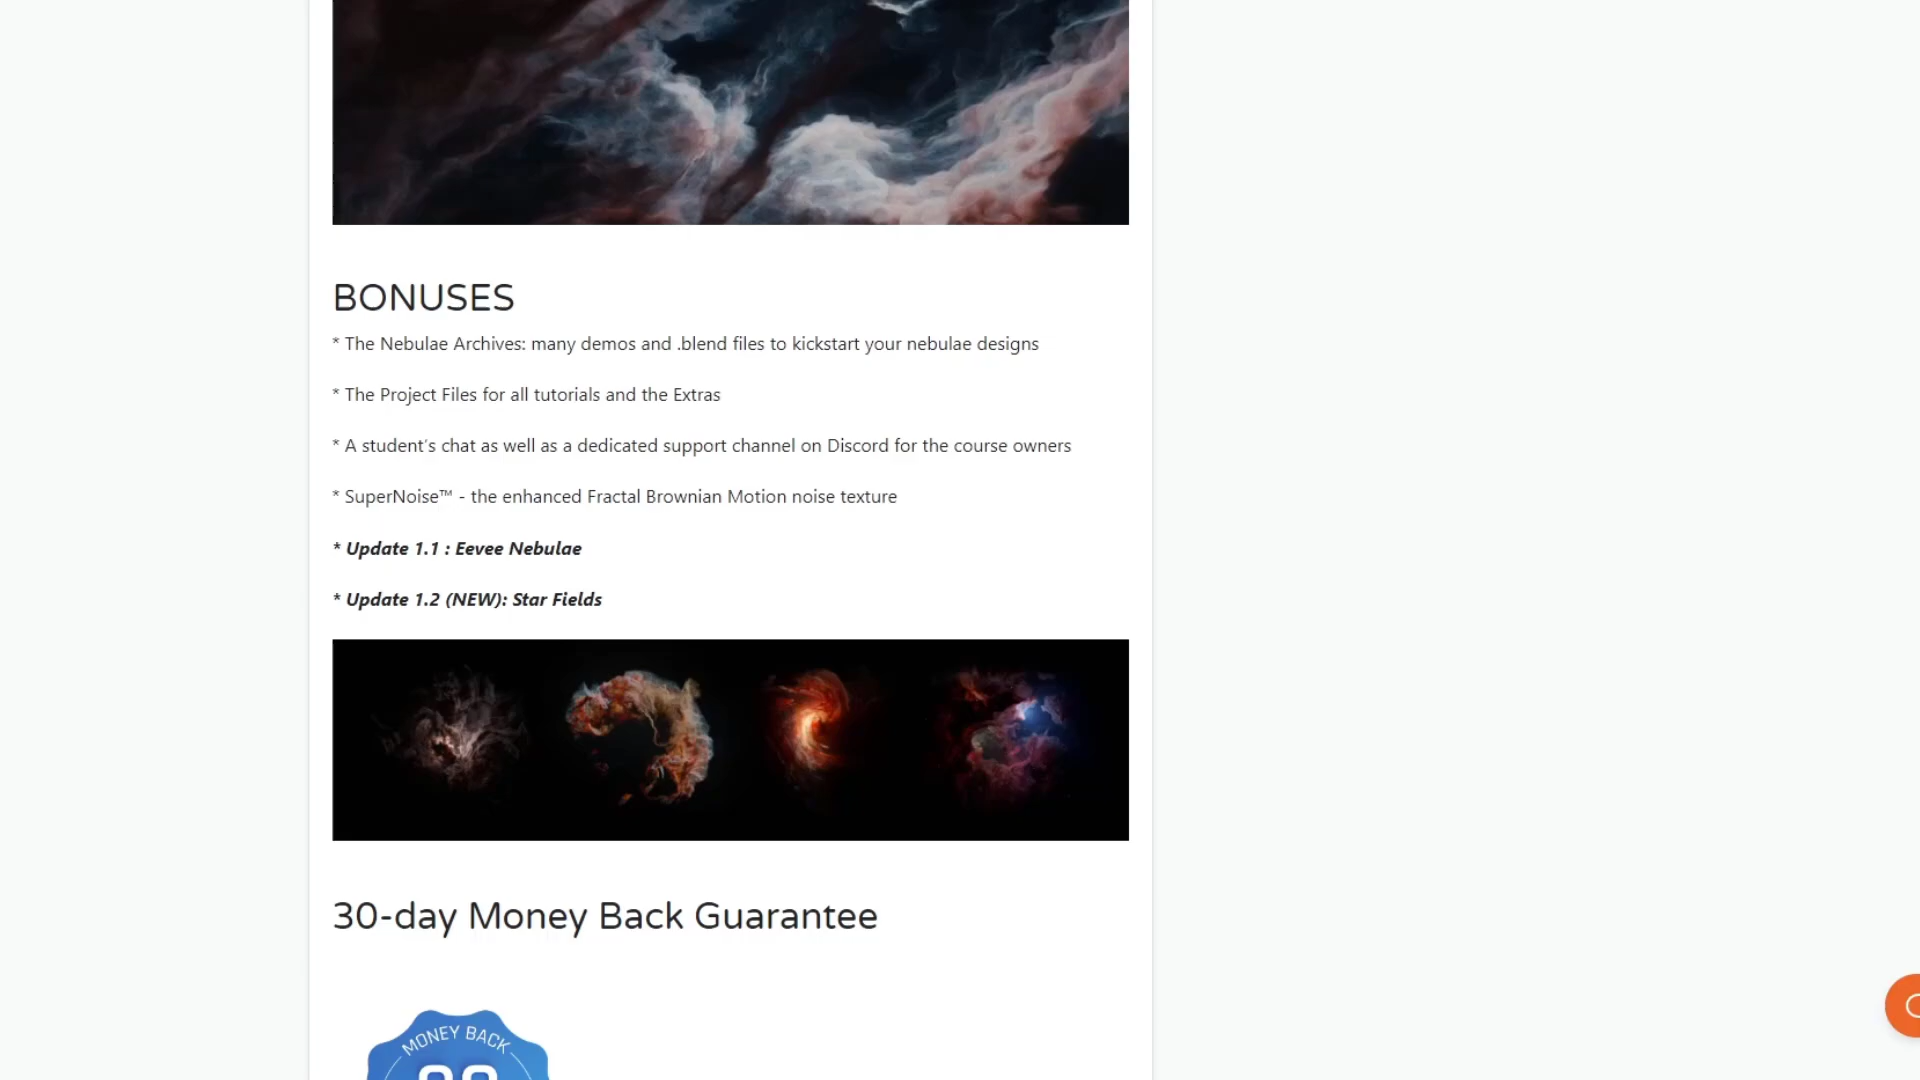 BONUSES
* The Nebulae Archives: many demos and .blend files to kickstart your nebulae designs
* The Project Files for all tutorials and the Extras
* A student's chat as well as a dedicated support channel on Discord for the course owners
* SuperNoise™ - the enhanced Fractal Brownian Motion noise texture
* Update 1.1 : Eevee Nebulae
* Update 1.2 (NEW): Star Fields
30-day Money Back Guarantee
MONEY BACK